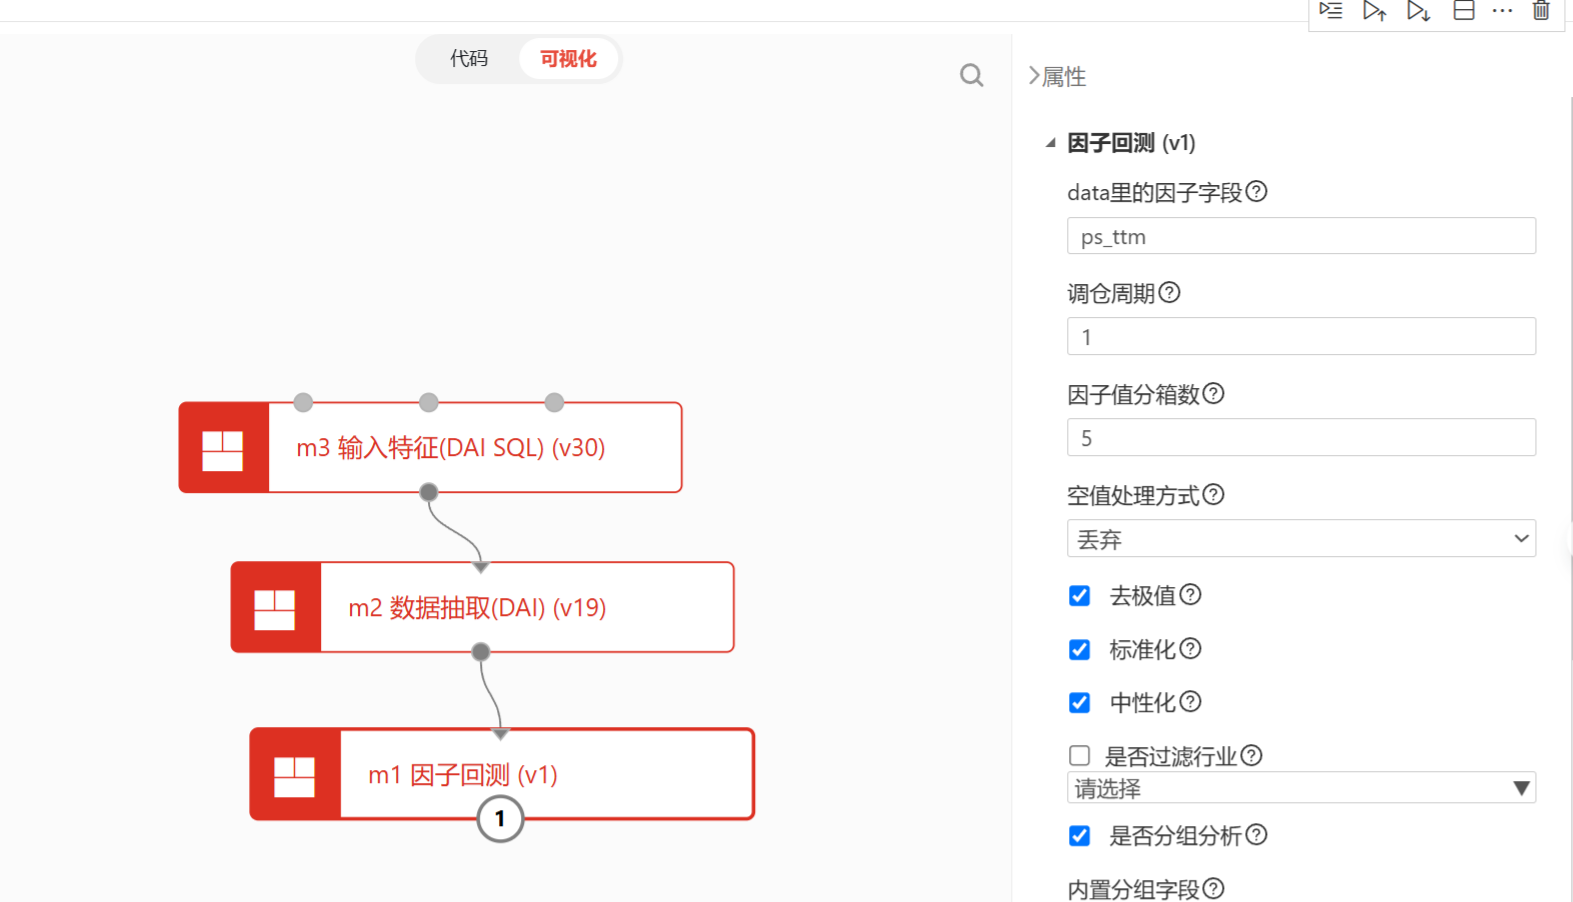 代码
可视化
m3 输入特征(DAI SQL) (v30)
m2 数据抽取(DAI) (v19)
m1 因子回测 (v1)
1
属性
因子回测 (v1)
data里的因子字段
ps_ttm
调仓周期
1
因子值分箱数
5
空值处理方式
丢弃
去极值
标准化
中性化
是否过滤行业
请选择
是否分组分析
内置分组字段